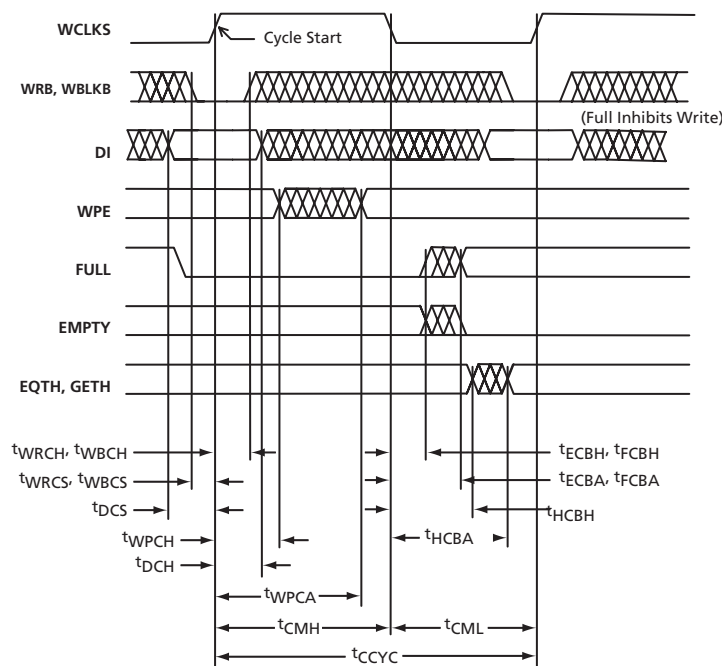 WCLKS
Cycle Start
WRB, WBLKB
(Full Inhibits Write)
DI
WPE
FULL
EMPTY
EQTH, GETH
tWRCH, tWBCH
tECBH, tFCBH
tWRCS, tWBCS
tECBA, tFCBA
tDCS
tHCBH
tWPCH
tHCBA
tDCH
tWPCA
tCMH
tCML
tCCYC